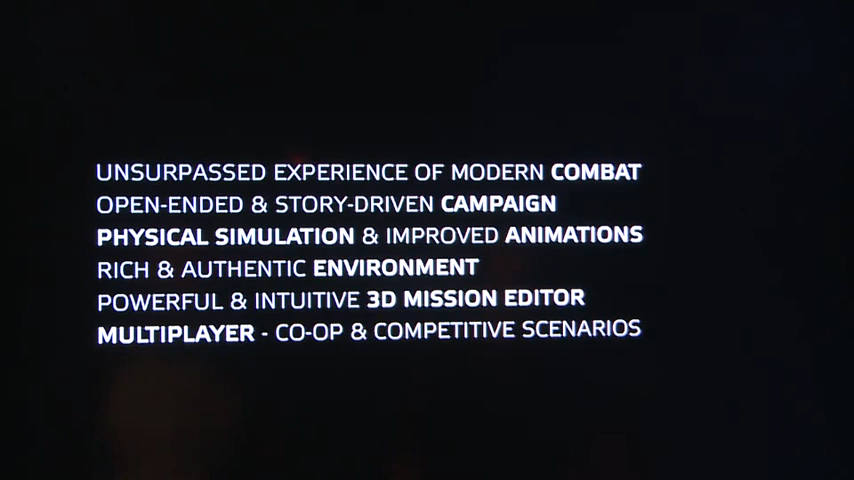 UNSURPASSED EXPERIENCE OF MODERN COMBAT
OPEN-ENDED & STORY-DRIVEN CAMPAIGN
PHYSICAL SIMULATION & IMPROVED ANIMATIONS
RICH & AUTHENTIC ENVIRONMENT
POWERFUL & INTUITIVE 3D MISSION EDITOR
MULTIPLAYER - CO-OP & COMPETITIVE SCENARIOS